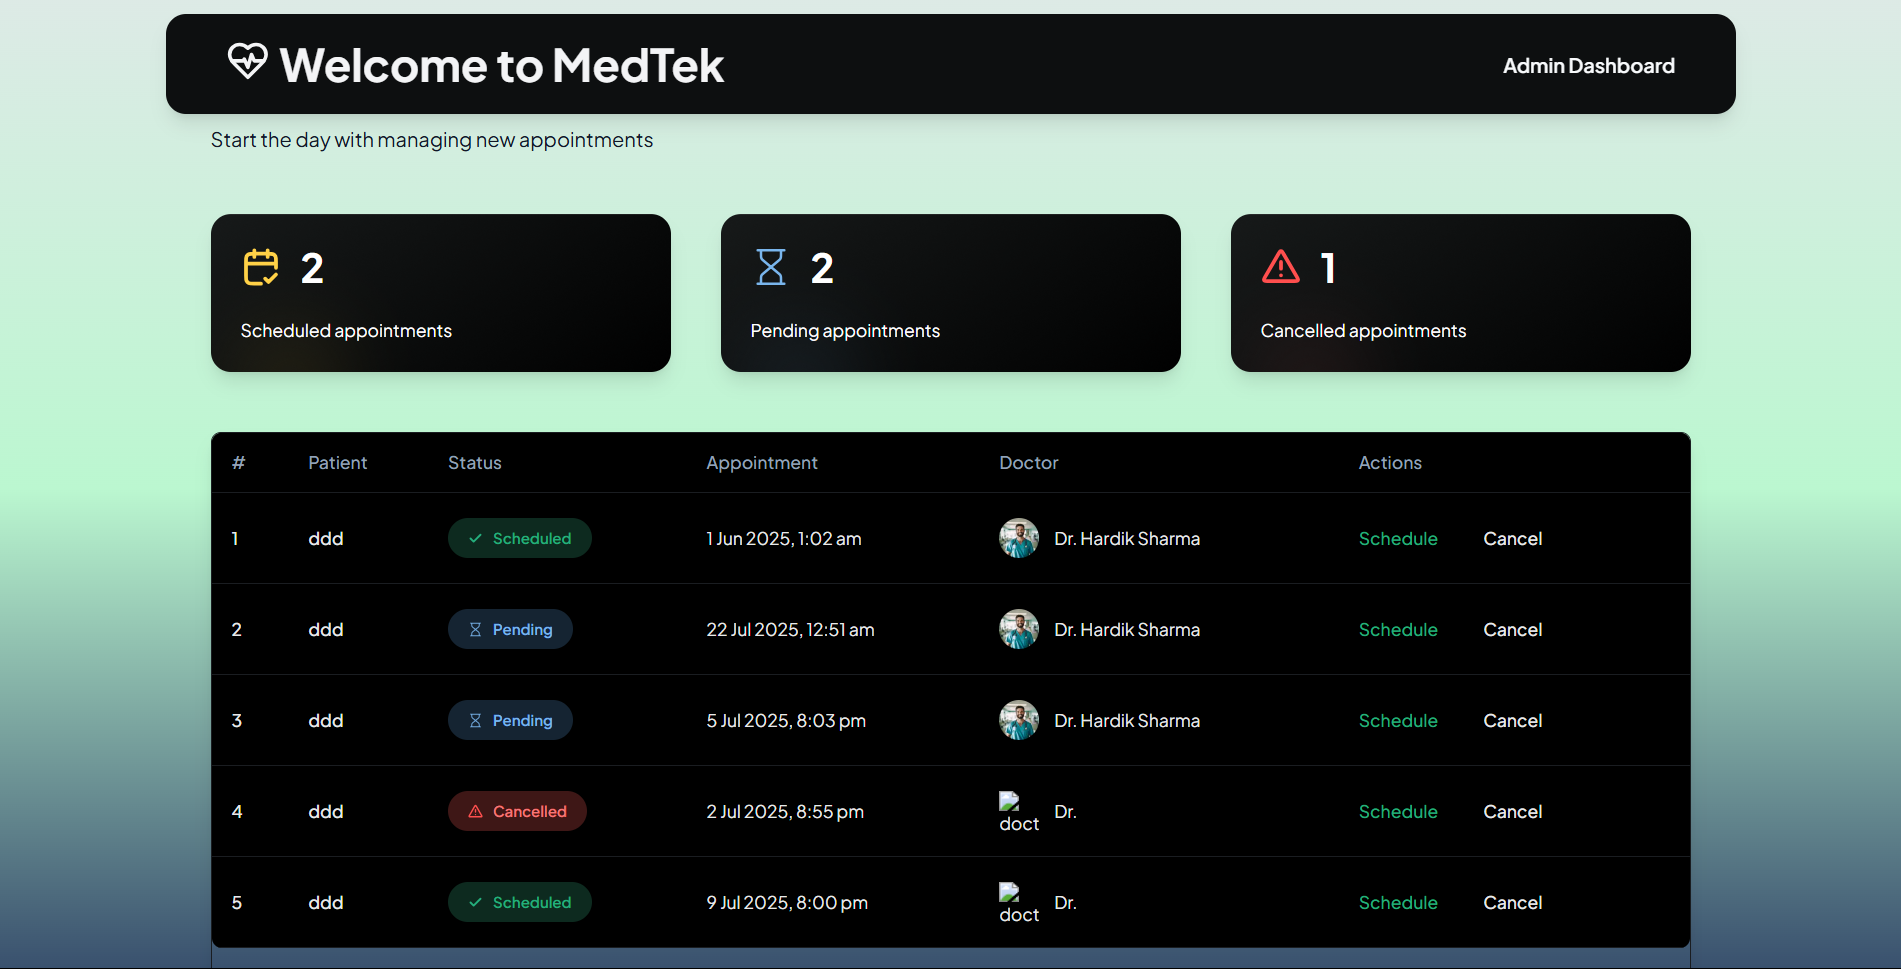 Welcome to MedTek
Admin Dashboard
Start the day with managing new appointments
2
Scheduled appointments
2
Pending appointments
1
Cancelled appointments
# Patient Status Appointment Doctor Actions
1 ddd Scheduled 1 Jun 2025, 1:02 am Dr. Hardik Sharma Schedule Cancel
2 ddd Pending 22 Jul 2025, 12:51 am Dr. Hardik Sharma Schedule Cancel
3 ddd Pending 5 Jul 2025, 8:03 pm Dr. Hardik Sharma Schedule Cancel
4 ddd Cancelled 2 Jul 2025, 8:55 pm doct Dr. Schedule Cancel
5 ddd Scheduled 9 Jul 2025, 8:00 pm doct Dr. Schedule Cancel